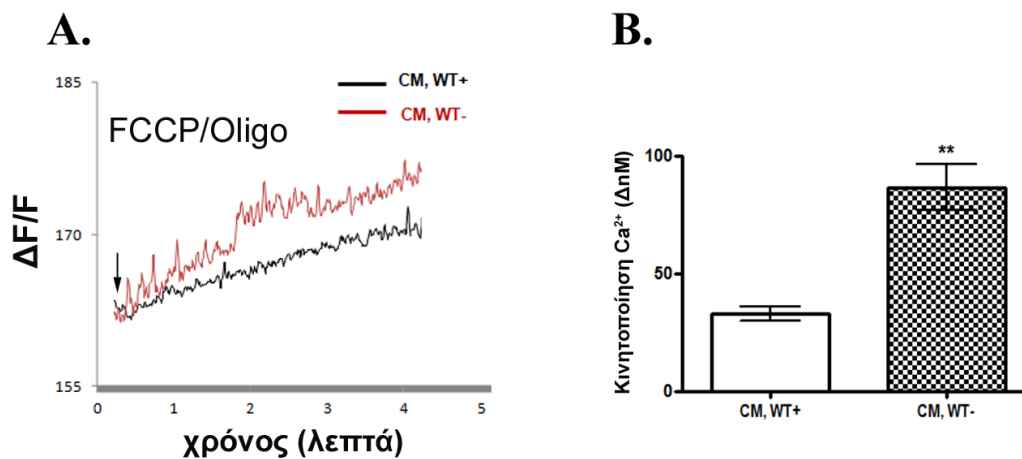 A.
185
170
155
ΔF/F
FCCP/Oligo
CM, WT+
CM, WT-
0 1 2 3 4 5
χρόνος (λεπτά)
B.
Κινητοποίηση Ca²⁺ (ΔnM)
100
50
0
**
CM, WT+ CM, WT-